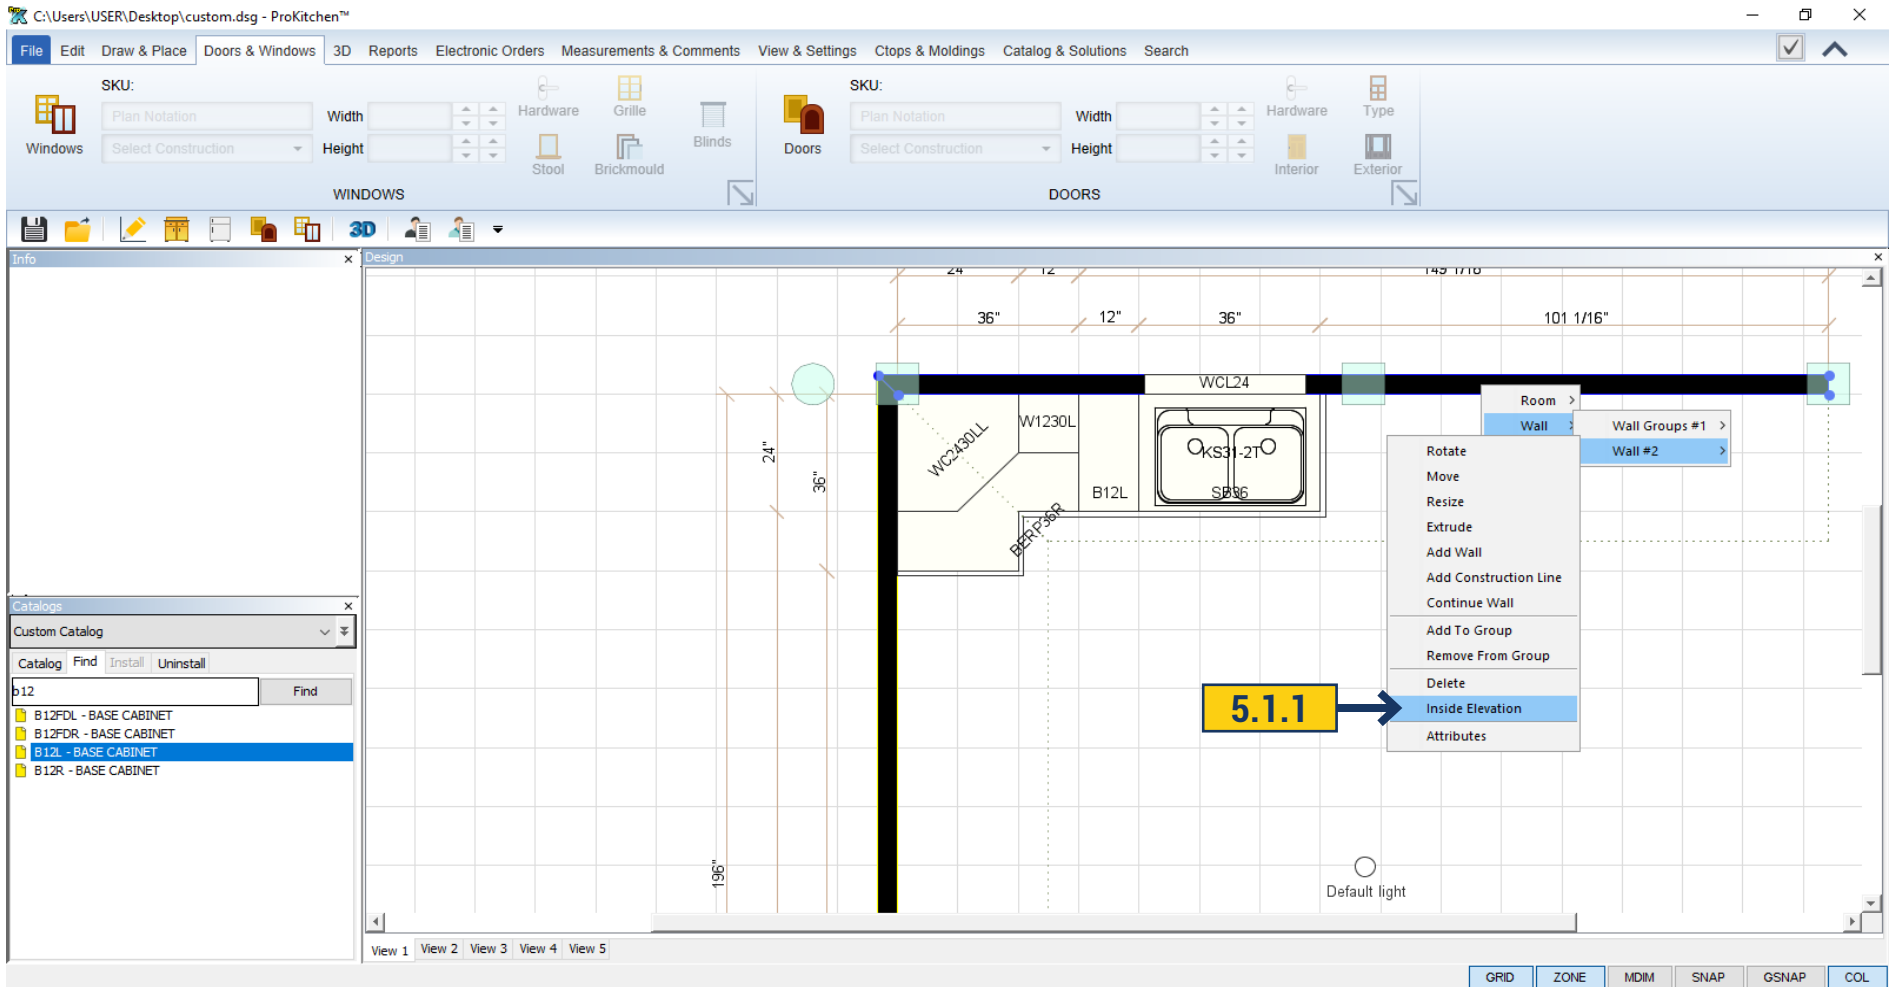 C:\Users\USER\Desktop\custom.dsg - ProKitchen™
File Edit Draw & Place Doors & Windows 3D Reports Electronic Orders Measurements & Comments View & Settings Ctops & Moldings Catalog & Solutions Search
SKU:
Plan Notation
Select Construction
Windows
Width
Height
Hardware
Grille
Blinds
Stool
Brickmould
WINDOWS
SKU:
Plan Notation
Select Construction
Doors
Width
Height
Hardware
Type
Interior
Exterior
DOORS
3D
Info
Design
24 12 149 1/16
36" 12" 36" 101 1/16"
WCL24
W1230L
WC2430LL
KS31-2T
B12L
SB36
BERP36R
24"
36"
196"
Room
Wall
Wall Groups #1
Wall #2
Rotate
Move
Resize
Extrude
Add Wall
Add Construction Line
Continue Wall
Add To Group
Remove From Group
Delete
Inside Elevation
Attributes
5.1.1
Default light
Catalogs
Custom Catalog
Catalog Find Install Uninstall
b12 Find
B12FDL - BASE CABINET
B12FDR - BASE CABINET
B12L - BASE CABINET
B12R - BASE CABINET
View 1 View 2 View 3 View 4 View 5
GRID ZONE MDIM SNAP GSNAP COL